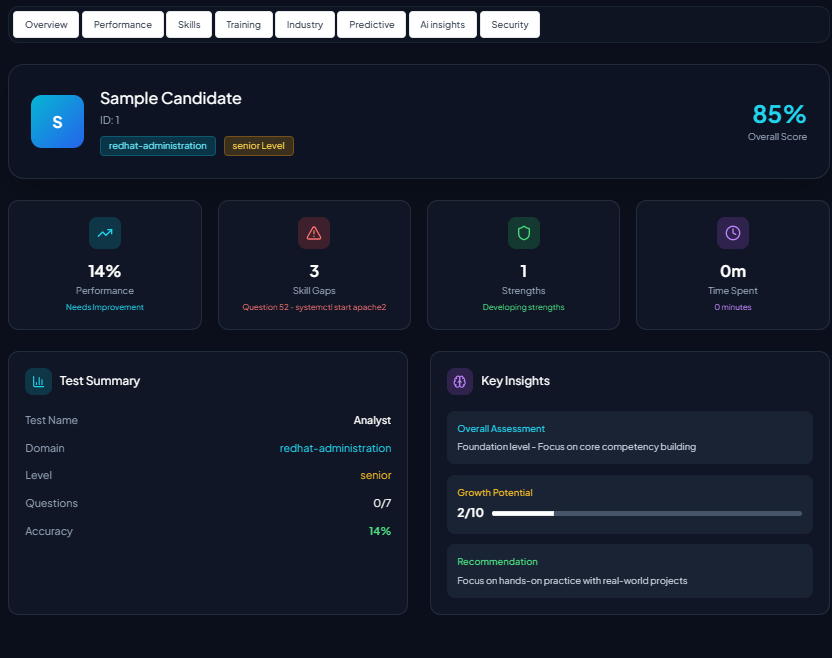 Overview Performance Skills Training Industry Predictive Ai insights Security
S
Sample Candidate
ID: 1
redhat-administration senior Level
85%
Overall Score
14%
Performance
Needs Improvement
3
Skill Gaps
Question 52 - systemctl start apache2
1
Strengths
Developing strengths
0m
Time Spent
0 minutes
Test Summary
Test Name Analyst
Domain redhat-administration
Level senior
Questions 0/7
Accuracy 14%
Key Insights
Overall Assessment
Foundation level - Focus on core competency building
Growth Potential
2/10
Recommendation
Focus on hands-on practice with real-world projects